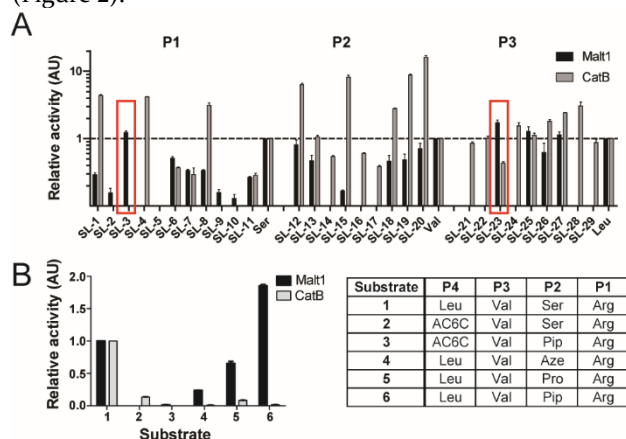 (Figure 2).
A
P1 P2 P3
Malt1
CatB
Relative activity (AU)
10
1
SL-1 SL-2 SL-3 SL-4 SL-5 SL-6 SL-7 SL-8 SL-9 SL-10 SL-11 Ser SL-12 SL-13 SL-14 SL-15 SL-16 SL-17 SL-18 SL-19 SL-20 Val SL-21 SL-22 SL-23 SL-24 SL-25 SL-26 SL-27 SL-28 SL-29 Leu
B
Malt1
CatB
Relative activity (AU)
2.0
1.5
1.0
0.5
0.0
1 2 3 4 5 6
Substrate
Substrate P4 P3 P2 P1
1 Leu Val Ser Arg
2 AC6C Val Ser Arg
3 AC6C Val Pip Arg
4 Leu Val Aze Arg
5 Leu Val Pro Arg
6 Leu Val Pip Arg